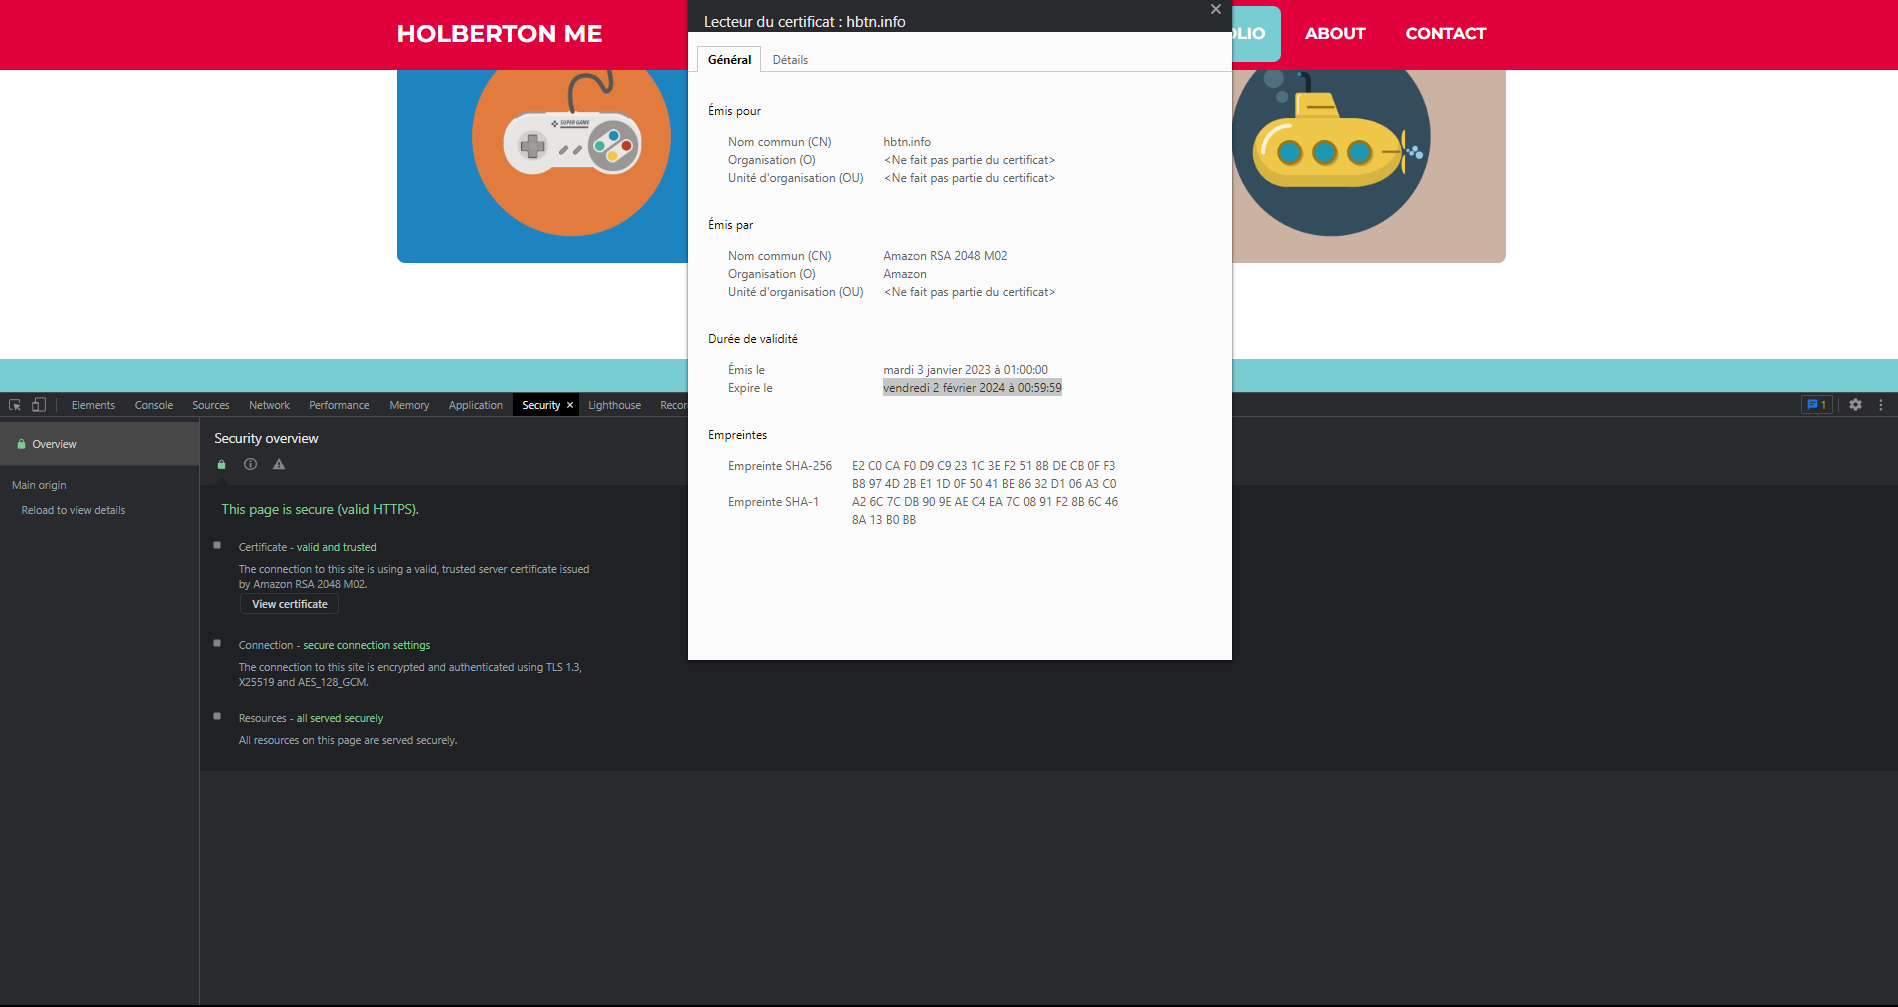 HOLBERTON ME
OLIO
ABOUT
CONTACT
SUPER GAME
Lecteur du certificat : hbtn.info
Général
Détails
Émis pour
Nom commun (CN) hbtn.info
Organisation (O) <Ne fait pas partie du certificat>
Unité d'organisation (OU) <Ne fait pas partie du certificat>
Émis par
Nom commun (CN) Amazon RSA 2048 M02
Organisation (O) Amazon
Unité d'organisation (OU) <Ne fait pas partie du certificat>
Durée de validité
Émis le mardi 3 janvier 2023 à 01:00:00
Expire le vendredi 2 février 2024 à 00:59:59
Empreintes
Empreinte SHA-256 E2 C0 CA F0 D9 C9 23 1C 3E F2 51 8B DE CB 0F F3
B8 97 4D 2B E1 1D 0F 50 41 BE 86 32 D1 06 A3 C0
Empreinte SHA-1 A2 6C 7C DB 90 9E AE C4 EA 7C 08 91 F2 8B 6C 46
8A 13 B0 BB
Elements Console Sources Network Performance Memory Application Security × Lighthouse Recor 1
Overview
Main origin
Reload to view details
Security overview
This page is secure (valid HTTPS).
Certificate - valid and trusted
The connection to this site is using a valid, trusted server certificate issued
by Amazon RSA 2048 M02.
View certificate
Connection - secure connection settings
The connection to this site is encrypted and authenticated using TLS 1.3,
X25519 and AES_128_GCM.
Resources - all served securely
All resources on this page are served securely.